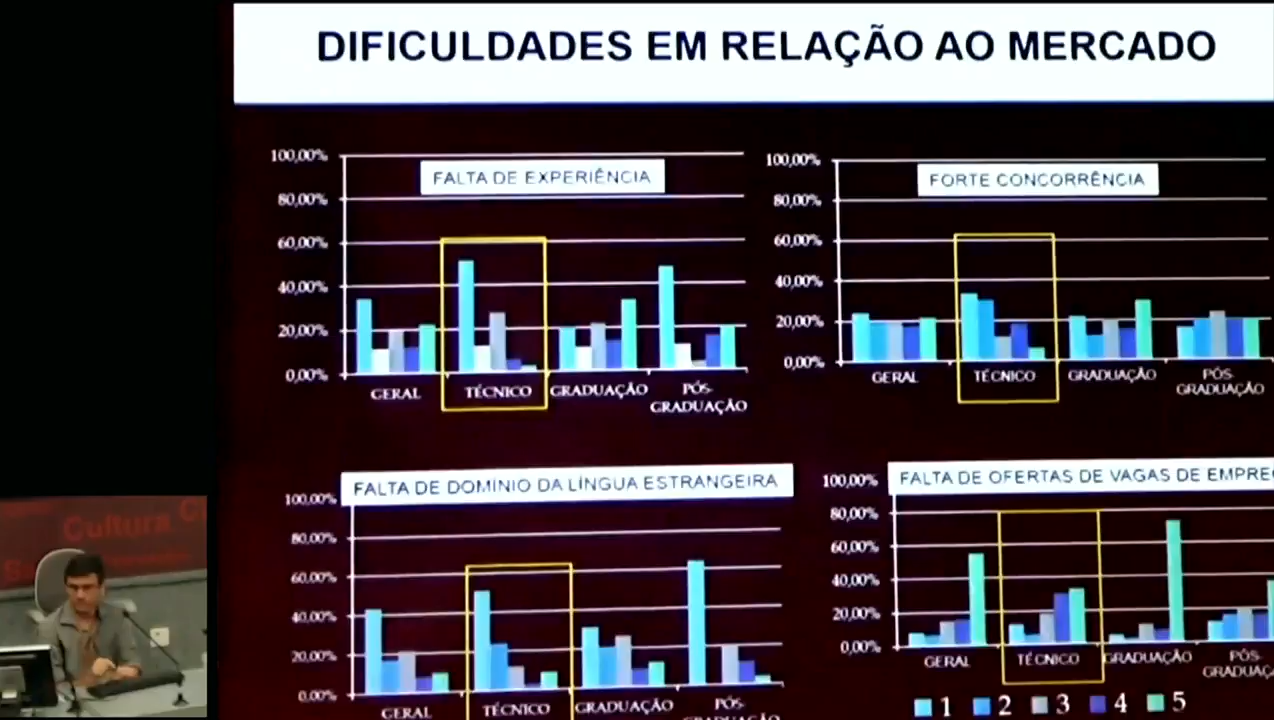 DIFICULDADES EM RELAÇÃO AO MERCADO
FALTA DE EXPERIÊNCIA
100,00%
80,00%
60,00%
40,00%
20,00%
0,00%
GERAL
TÉCNICO
GRADUAÇÃO
PÓS-
GRADUAÇÃO
FORTE CONCORRÊNCIA
100,00%
80,00%
60,00%
40,00%
20,00%
0,00%
GERAL
TÉCNICO
GRADUAÇÃO
PÓS-
GRADUAÇÃO
FALTA DE DOMÍNIO DA LÍNGUA ESTRANGEIRA
100,00%
80,00%
60,00%
40,00%
20,00%
0,00%
GERAL
TÉCNICO
GRADUAÇÃO
PÓS-
GRADUAÇÃO
FALTA DE OFERTAS DE VAGAS DE EMPRE
100,00%
80,00%
60,00%
40,00%
20,00%
0,00%
GERAL
TÉCNICO
GRADUAÇÃO
PÓS-
GRADUAÇ
1 2 3 4 5
Cultura C